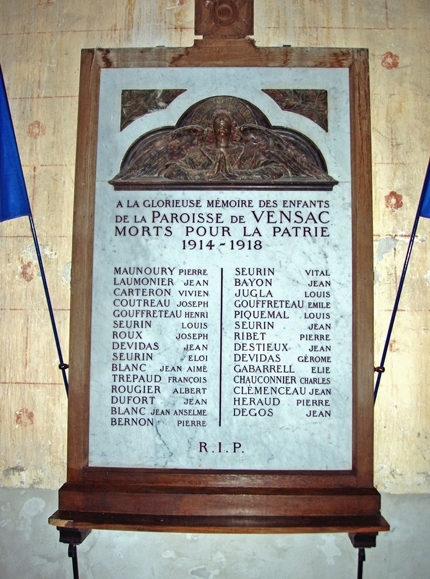 A LA GLORIEUSE MÉMOIRE DES ENFANTS
DE LA PAROISSE DE VENSAC
MORTS POUR LA PATRIE
1914-1918
MAUNOURY PIERRE
LAUMONIER JEAN
CARTERON VIVIEN
COUTREAU JOSEPH
GOUFFRETEAU HENRI
SEURIN LOUIS
ROUX JOSEPH
DEVIDAS JEAN
SEURIN ELOI
BLANC JEAN AIMÉ
TREPAUD FRANÇOIS
ROUGIER ALBERT
DUFORT JEAN
BLANC JEAN ANSELME
BERNON PIERRE
SEURIN VITAL
BAYON JEAN
JUGLA LOUIS
GOUFFRETEAU EMILE
PIQUEMAL LOUIS
SEURIN JEAN
RIBET PIERRE
DESTIEUX JEAN
DEVIDAS GÉROME
GABARRELL ELIE
CHAUCONNIER CHARLES
CLÉMENCEAU JEAN
HERAUD PIERRE
DEGOS JEAN
R.I.P.